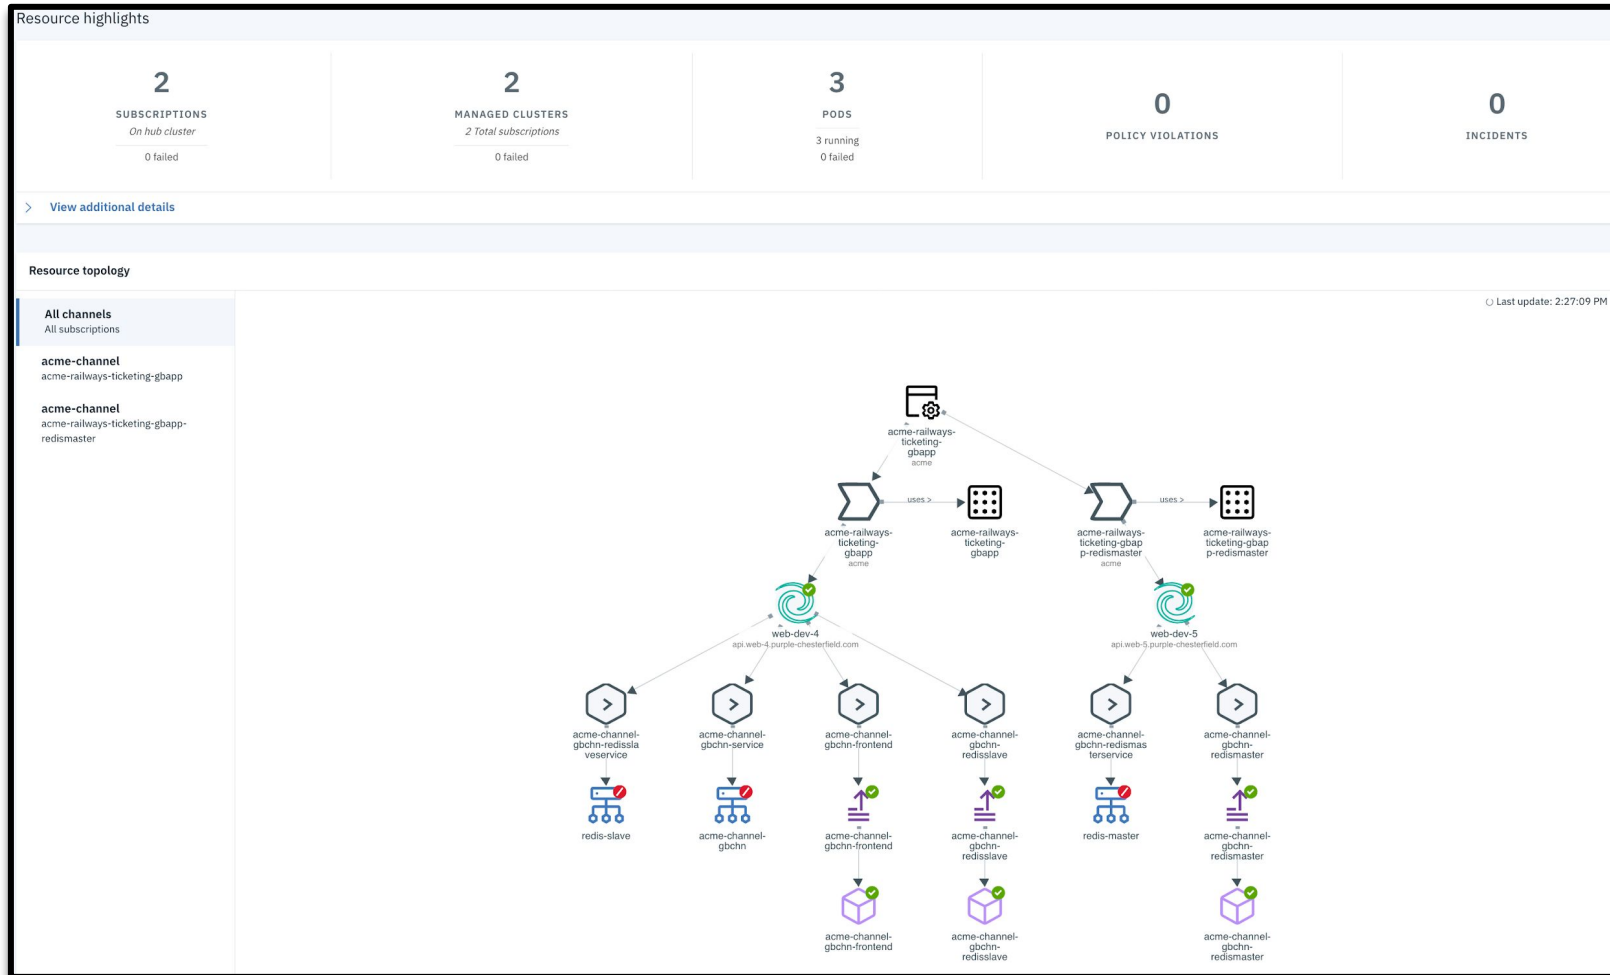 Resource highlights
2
SUBSCRIPTIONS
On hub cluster
0 failed
2
MANAGED CLUSTERS
2 Total subscriptions
0 failed
3
PODS
3 running
0 failed
0
POLICY VIOLATIONS
0
INCIDENTS
View additional details
Resource topology
All channels
All subscriptions
acme-channel
acme-railways-ticketing-gbapp
acme-channel
acme-railways-ticketing-gbapp-
redismaster
Last update: 2:27:09 PM
acme-railways-
ticketing-
gbapp
acme
uses >
uses >
acme-railways-
ticketing-
gbapp
acme
acme-railways-
ticketing-
gbapp
acme-railways-
ticketing-gbap
p-redismaster
acme
acme-railways-
ticketing-gbap
p-redismaster
web-dev-4
api.web-4.purple-chesterfield.com
web-dev-5
api.web-5.purple-chesterfield.com
acme-channel-
gbchn-redissla
veservice
acme-channel-
gbchn-service
acme-channel-
gbchn-frontend
acme-channel-
gbchn-
redisslave
acme-channel-
gbchn-redismas
terservice
acme-channel-
gbchn-
redismaster
redis-slave
acme-channel-
gbchn
acme-channel-
gbchn-frontend
acme-channel-
gbchn-
redisslave
redis-master
acme-channel-
gbchn-
redismaster
acme-channel-
gbchn-frontend
acme-channel-
gbchn-
redisslave
acme-channel-
gbchn-
redismaster